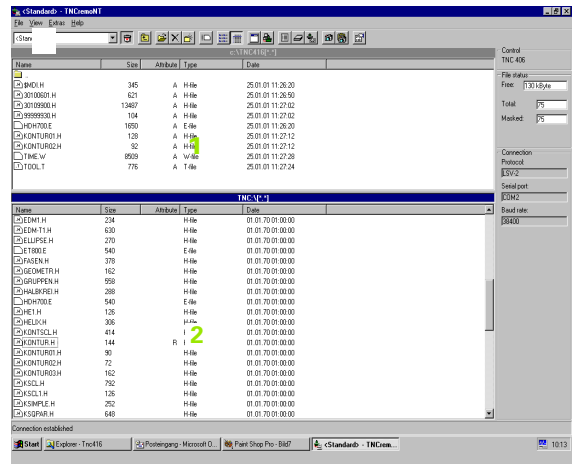 <Standard> - TNCremoNT
File View Extras Help
<Stan
c:\TNC416[*.*]
Name Size Attribute Type Date
..
$MDI.H 345 A H-file 25.01.01 11:26:20
30100601.H 621 A H-file 25.01.01 11:26:50
30109900.H 13487 A H-file 25.01.01 11:27:02
99999930.H 104 A H-file 25.01.01 11:27:02
HDH700.E 1650 A E-file 25.01.01 11:26:20
KONTUR01.H 128 A H-file 25.01.01 11:27:12
KONTUR02.H 92 A H-file 25.01.01 11:27:12
TIME.W 8509 A W-file 25.01.01 11:27:28
TOOL.T 776 A T-file 25.01.01 11:27:24
1
TNC:\[*.*]
Name Size Attribute Type Date
EDM1.H 234 H-file 01.01.70 01:00:00
EDM-T1.H 630 H-file 01.01.70 01:00:00
ELLIPSE.H 270 H-file 01.01.70 01:00:00
ET800.E 540 E-file 01.01.70 01:00:00
FASEN.H 378 H-file 01.01.70 01:00:00
GEOMETR.H 162 H-file 01.01.70 01:00:00
GRUPPEN.H 558 H-file 01.01.70 01:00:00
HALBKREI.H 288 H-file 01.01.70 01:00:00
HDH700.E 540 E-file 01.01.70 01:00:00
HE1.H 126 H-file 01.01.70 01:00:00
HELIX.H 306 H-file 01.01.70 01:00:00
KONTSCL.H 414 01.01.70 01:00:00
KONTUR.H 144 R 01.01.70 01:00:00
KONTUR01.H 90 H-file 01.01.70 01:00:00
KONTUR02.H 72 H-file 01.01.70 01:00:00
KONTUR03.H 162 H-file 01.01.70 01:00:00
KSCL.H 792 H-file 01.01.70 01:00:00
KSCL1.H 126 H-file 01.01.70 01:00:00
KSIMPLE.H 252 H-file 01.01.70 01:00:00
KSQPAR.H 648 H-file 01.01.70 01:00:00
2
Control
TNC 406
File status
Free: 130 kByte
Total: 75
Masked: 75
Connection
Protocol:
LSV-2
Serial port:
COM2
Baud rate:
38400
Connection established
Start Explorer - Tnc416 Posteingang - Microsoft O... Paint Shop Pro - Bild7 <Standard> - TNCrem... 10:13